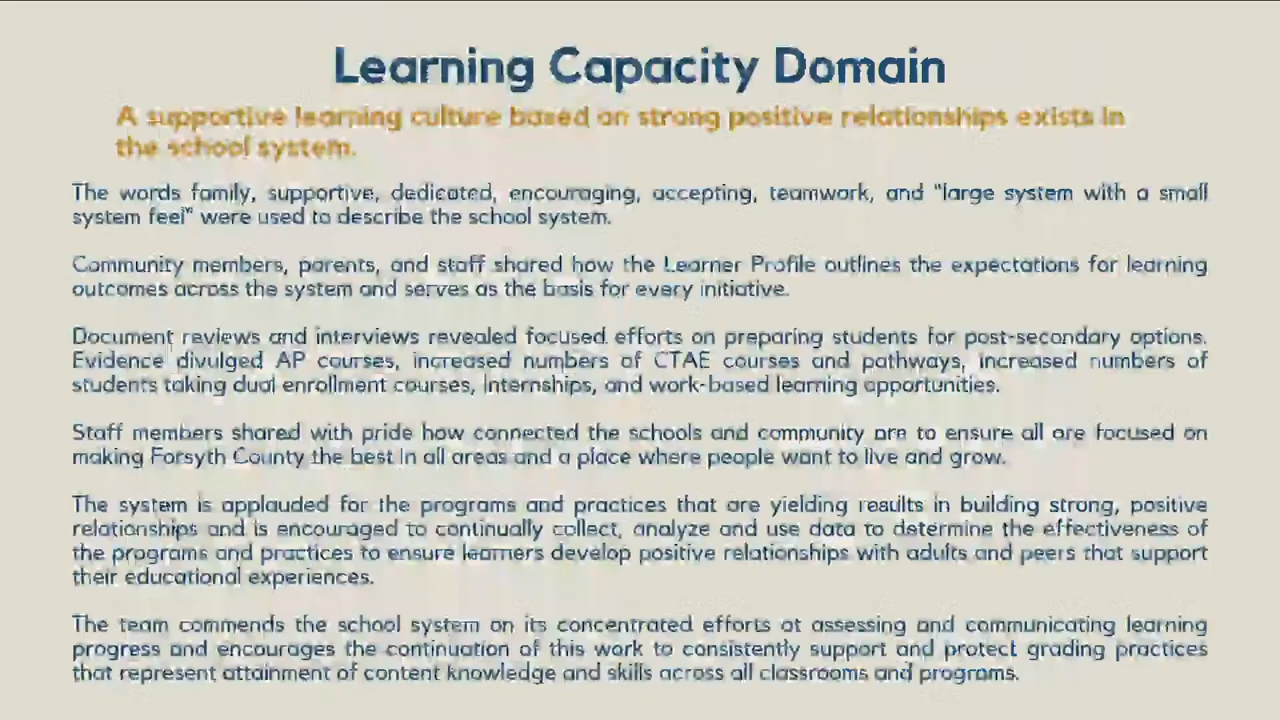 Learning Capacity Domain
A supportive learning culture based on strong positive relationships exists in
the school system.
The words family, supportive, dedicated, encouraging, accepting, teamwork, and "large system with a small
system feel" were used to describe the school system.
Community members, parents, and staff shared how the Learner Profile outlines the expectations for learning
outcomes across the system and serves as the basis for every initiative.
Document reviews and interviews revealed focused efforts on preparing students for post-secondary options.
Evidence divulged AP courses, increased numbers of CTAE courses and pathways, increased numbers of
students taking dual enrollment courses, internships, and work-based learning opportunities.
Staff members shared with pride how connected the schools and community are to ensure all are focused on
making Forsyth County the best in all areas and a place where people want to live and grow.
The system is applauded for the programs and practices that are yielding results in building strong, positive
relationships and is encouraged to continually collect, analyze and use data to determine the effectiveness of
the programs and practices to ensure learners develop positive relationships with adults and peers that support
their educational experiences.
The team commends the school system on its concentrated efforts at assessing and communicating learning
progress and encourages the continuation of this work to consistently support and protect grading practices
that represent attainment of content knowledge and skills across all classrooms and programs.